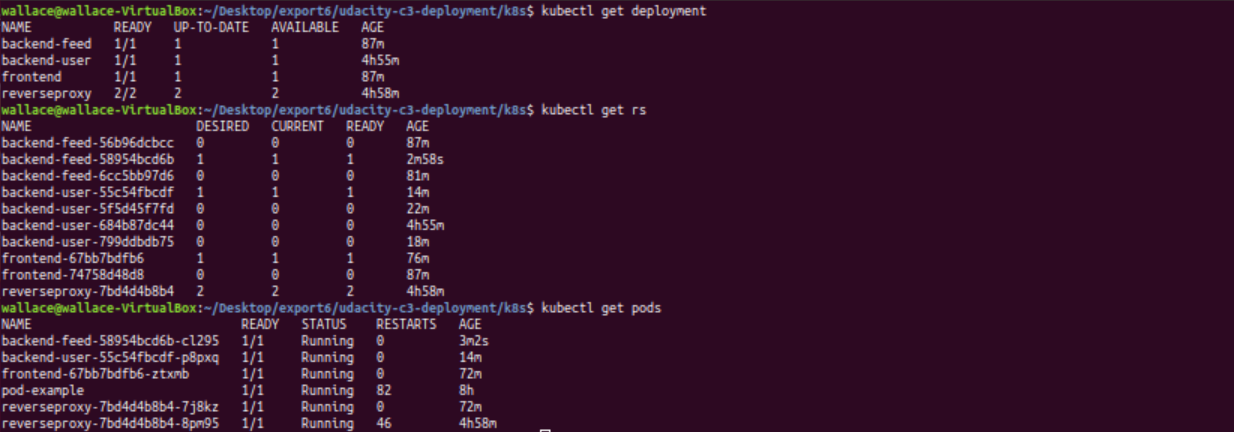 wallace@wallace-VirtualBox:~/Desktop/export6/udacity-c3-deployment/k8s$ kubectl get deployment
NAME READY UP-TO-DATE AVAILABLE AGE
backend-feed 1/1 1 1 87m
backend-user 1/1 1 1 4h55m
frontend 1/1 1 1 87m
reverseproxy 2/2 2 2 4h58m
wallace@wallace-VirtualBox:~/Desktop/export6/udacity-c3-deployment/k8s$ kubectl get rs
NAME DESIRED CURRENT READY AGE
backend-feed-56b96dcbcc 0 0 0 87m
backend-feed-58954bcd6b 1 1 1 2m58s
backend-feed-6cc5bb97d6 0 0 0 81m
backend-user-55c54fbcdf 1 1 1 14m
backend-user-5f5d45f7fd 0 0 0 22m
backend-user-684b87dc44 0 0 0 4h55m
backend-user-799ddbdb75 0 0 0 18m
frontend-67bb7bdfb6 1 1 1 76m
frontend-74758d48d8 0 0 0 87m
reverseproxy-7bd4d4b8b4 2 2 2 4h58m
wallace@wallace-VirtualBox:~/Desktop/export6/udacity-c3-deployment/k8s$ kubectl get pods
NAME READY STATUS RESTARTS AGE
backend-feed-58954bcd6b-cl295 1/1 Running 0 3m2s
backend-user-55c54fbcdf-p8pxq 1/1 Running 0 14m
frontend-67bb7bdfb6-ztxmb 1/1 Running 0 72m
pod-example 1/1 Running 82 8h
reverseproxy-7bd4d4b8b4-7j8kz 1/1 Running 0 72m
reverseproxy-7bd4d4b8b4-8pm95 1/1 Running 46 4h58m